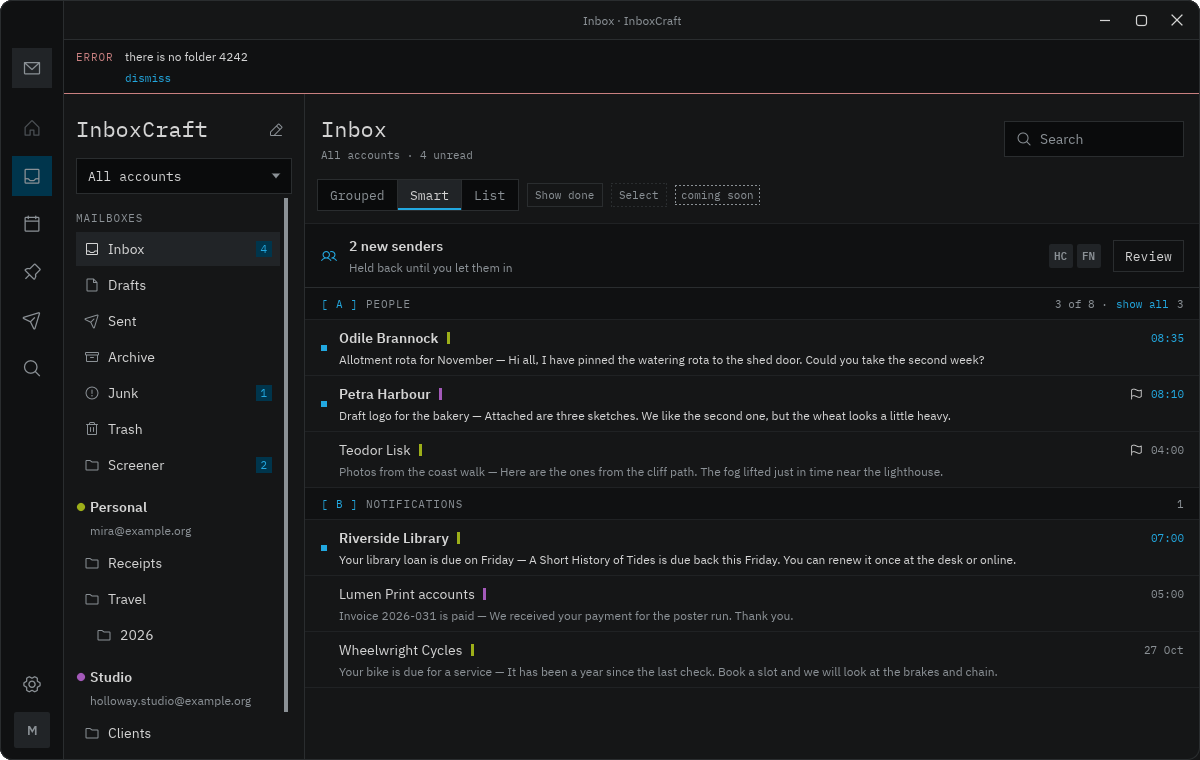 Inbox · InboxCraft
ERROR there is no folder 4242
dismiss
InboxCraft
All accounts
MAILBOXES
Inbox 4
Drafts
Sent
Archive
Junk 1
Trash
Screener 2
Personal
mira@example.org
Receipts
Travel
2026
Studio
holloway.studio@example.org
Clients
M
Inbox
All accounts · 4 unread
Search
Grouped Smart List Show done Select coming soon
2 new senders
Held back until you let them in
HC FN Review
[ A ] PEOPLE 3 of 8 · show all 3
Odile Brannock 08:35
Allotment rota for November — Hi all, I have pinned the watering rota to the shed door. Could you take the second week?
Petra Harbour 08:10
Draft logo for the bakery — Attached are three sketches. We like the second one, but the wheat looks a little heavy.
Teodor Lisk 04:00
Photos from the coast walk — Here are the ones from the cliff path. The fog lifted just in time near the lighthouse.
[ B ] NOTIFICATIONS 1
Riverside Library 07:00
Your library loan is due on Friday — A Short History of Tides is due back this Friday. You can renew it once at the desk or online.
Lumen Print accounts 05:00
Invoice 2026-031 is paid — We received your payment for the poster run. Thank you.
Wheelwright Cycles 27 Oct
Your bike is due for a service — It has been a year since the last check. Book a slot and we will look at the brakes and chain.